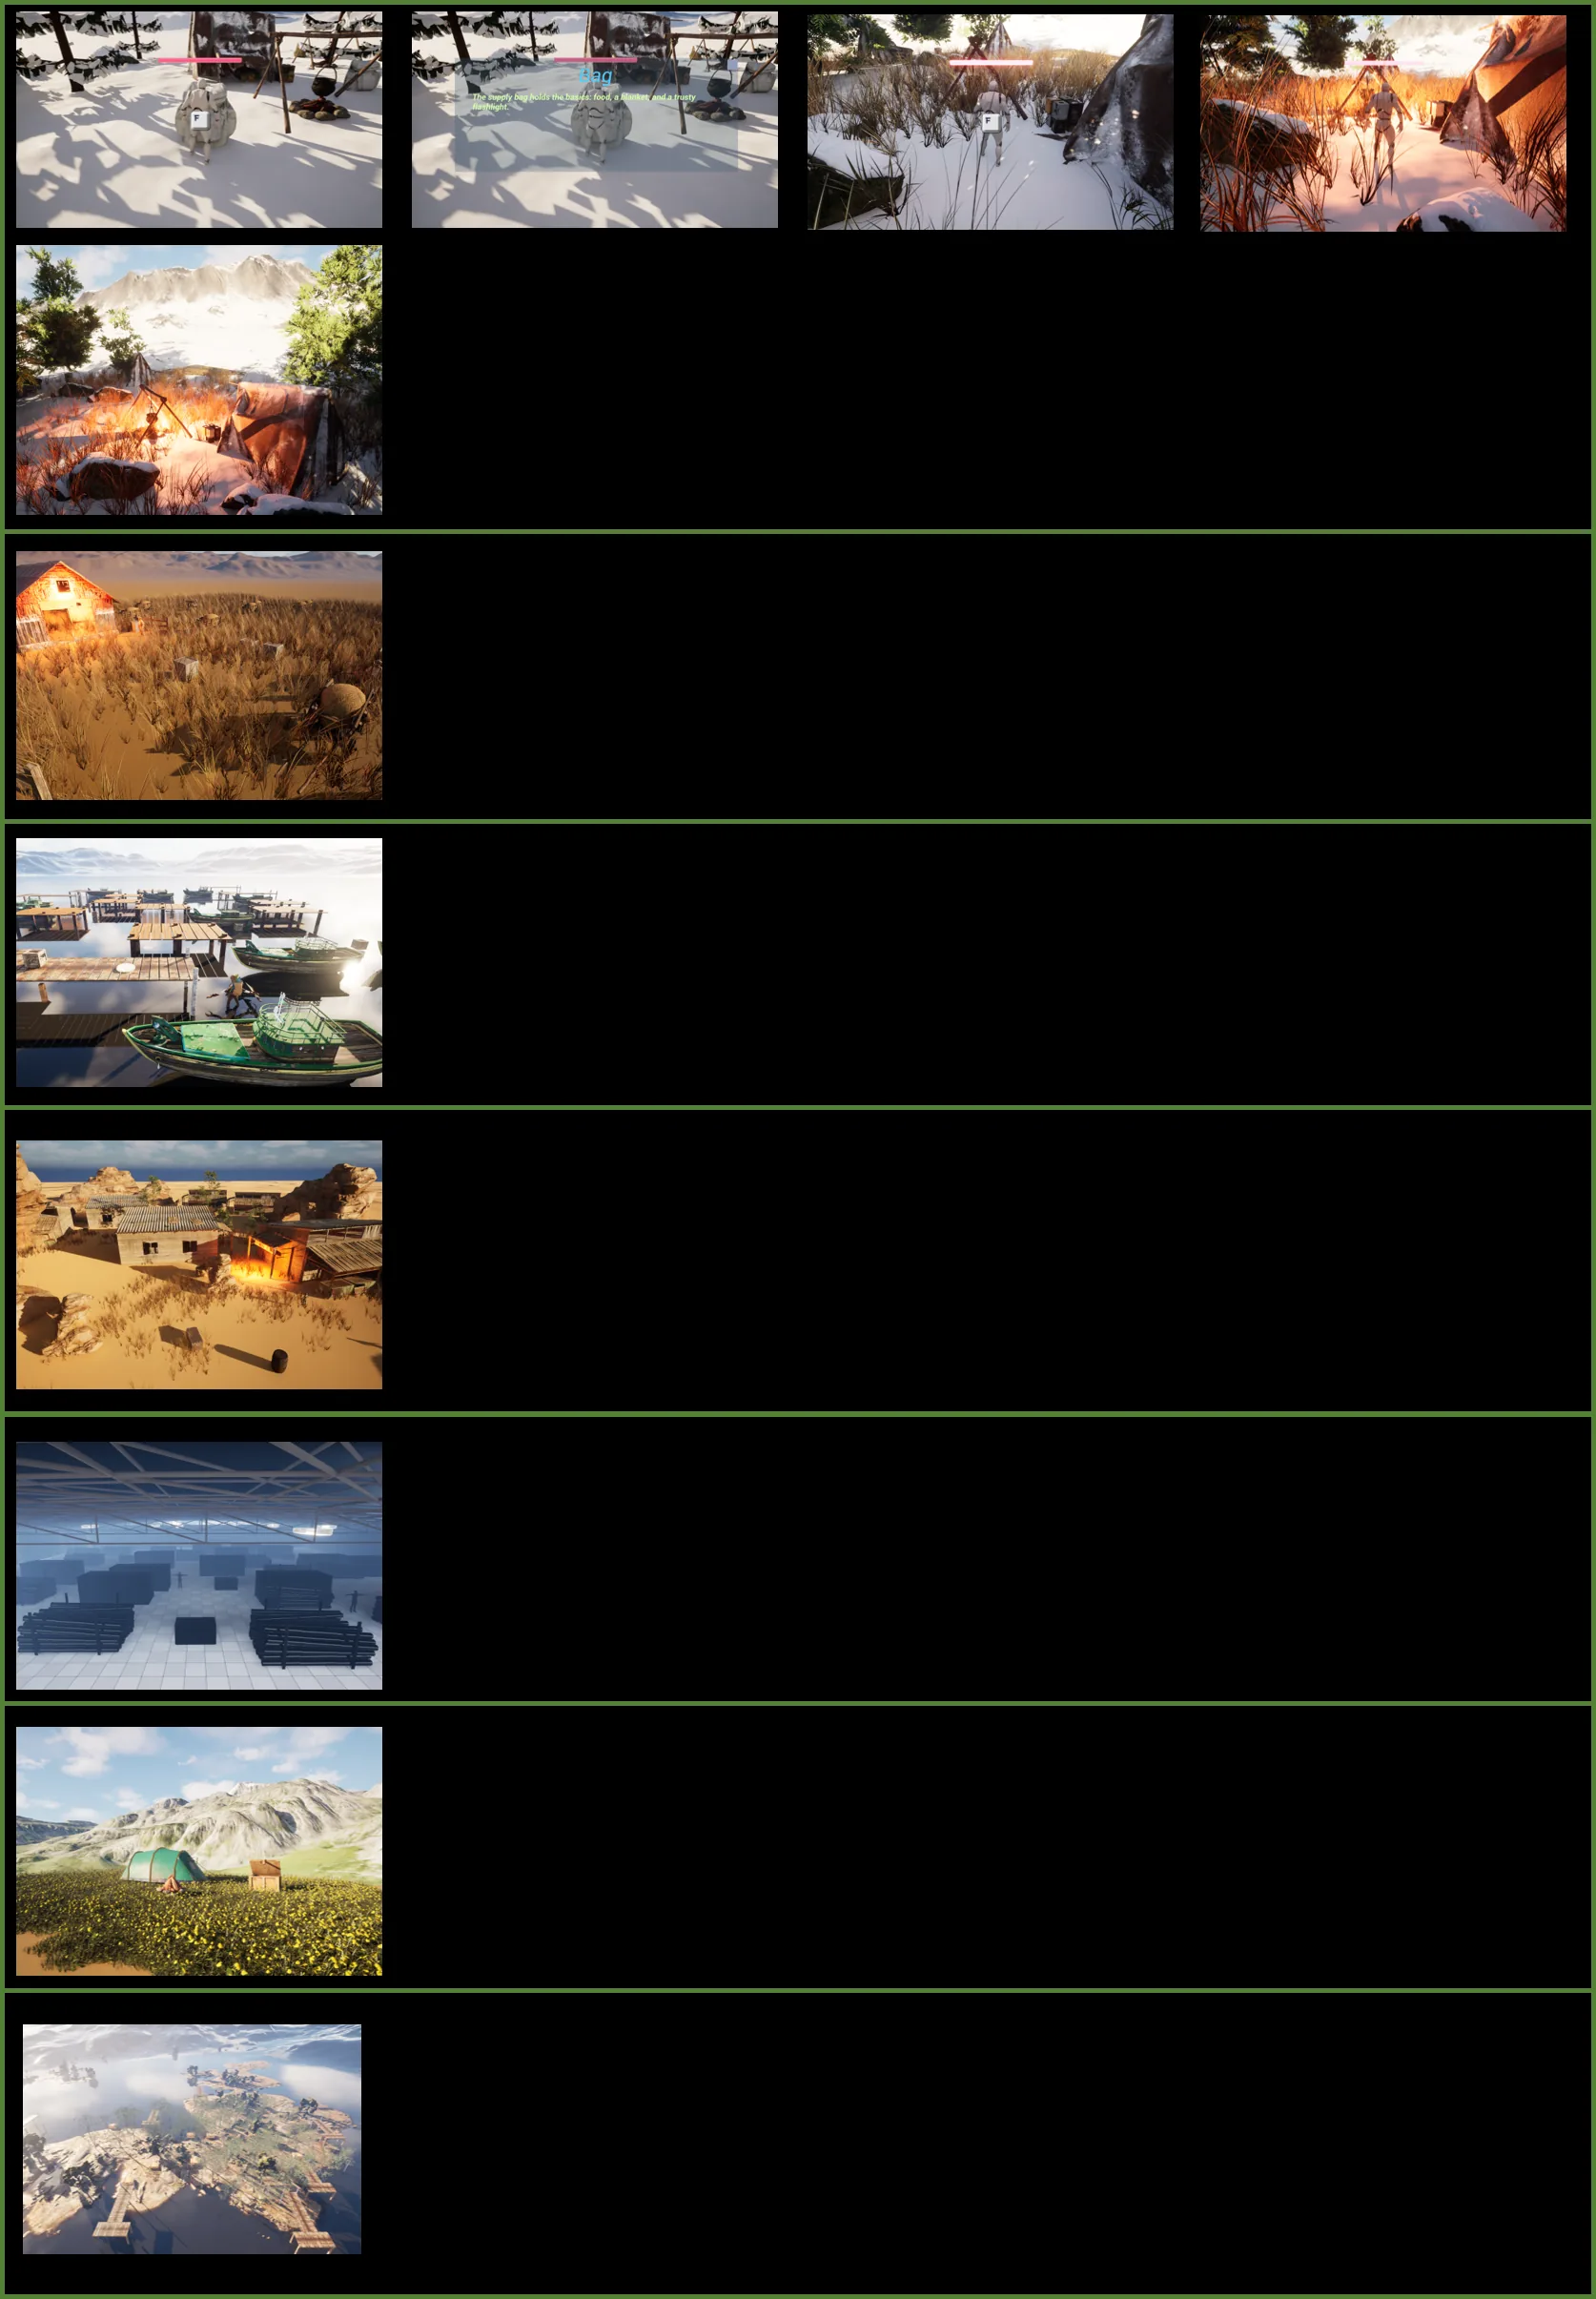 F
Bag
The supply bag holds the basics: food, a blanket, and a trusty
flashlight.
F